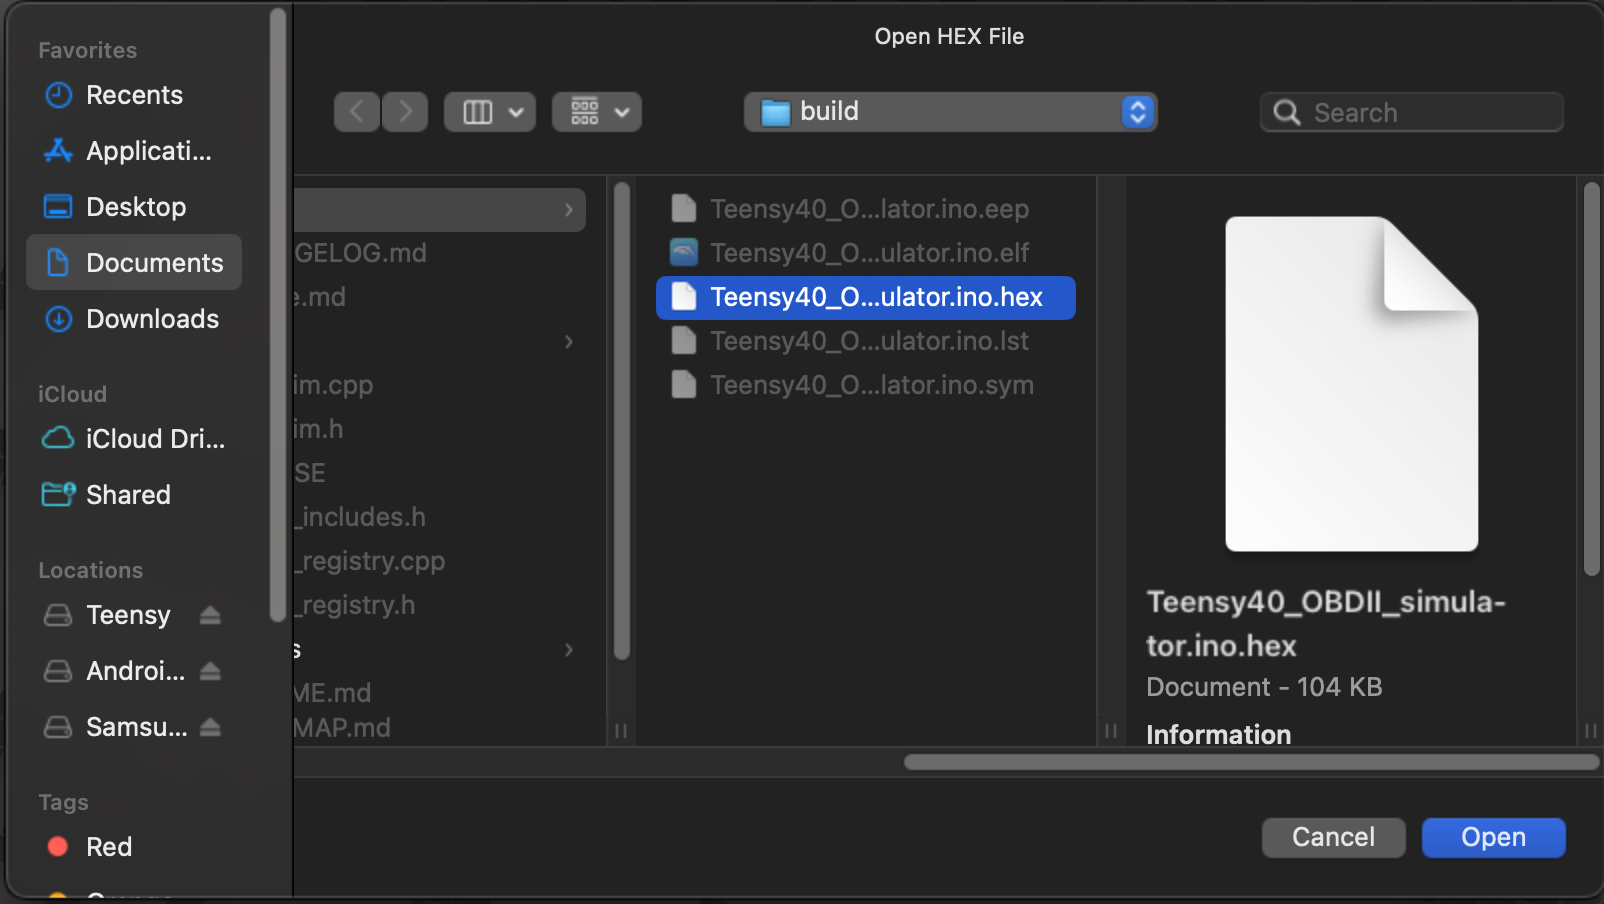 Open HEX File
Favorites
Recents
Applicati...
Desktop
Documents
Downloads
iCloud
iCloud Dri...
Shared
Locations
Teensy
Androi...
Samsu...
Tags
Red
build
Search
GELOG.md
e.md
im.cpp
im.h
SE
_includes.h
_registry.cpp
_registry.h
s
ME.md
MAP.md
Teensy40_O...lator.ino.eep
Teensy40_O...ulator.ino.elf
Teensy40_O...ulator.ino.hex
Teensy40_O...ulator.ino.lst
Teensy40_O...lator.ino.sym
Teensy40_OBDII_simula-
tor.ino.hex
Document - 104 KB
Information
Cancel
Open